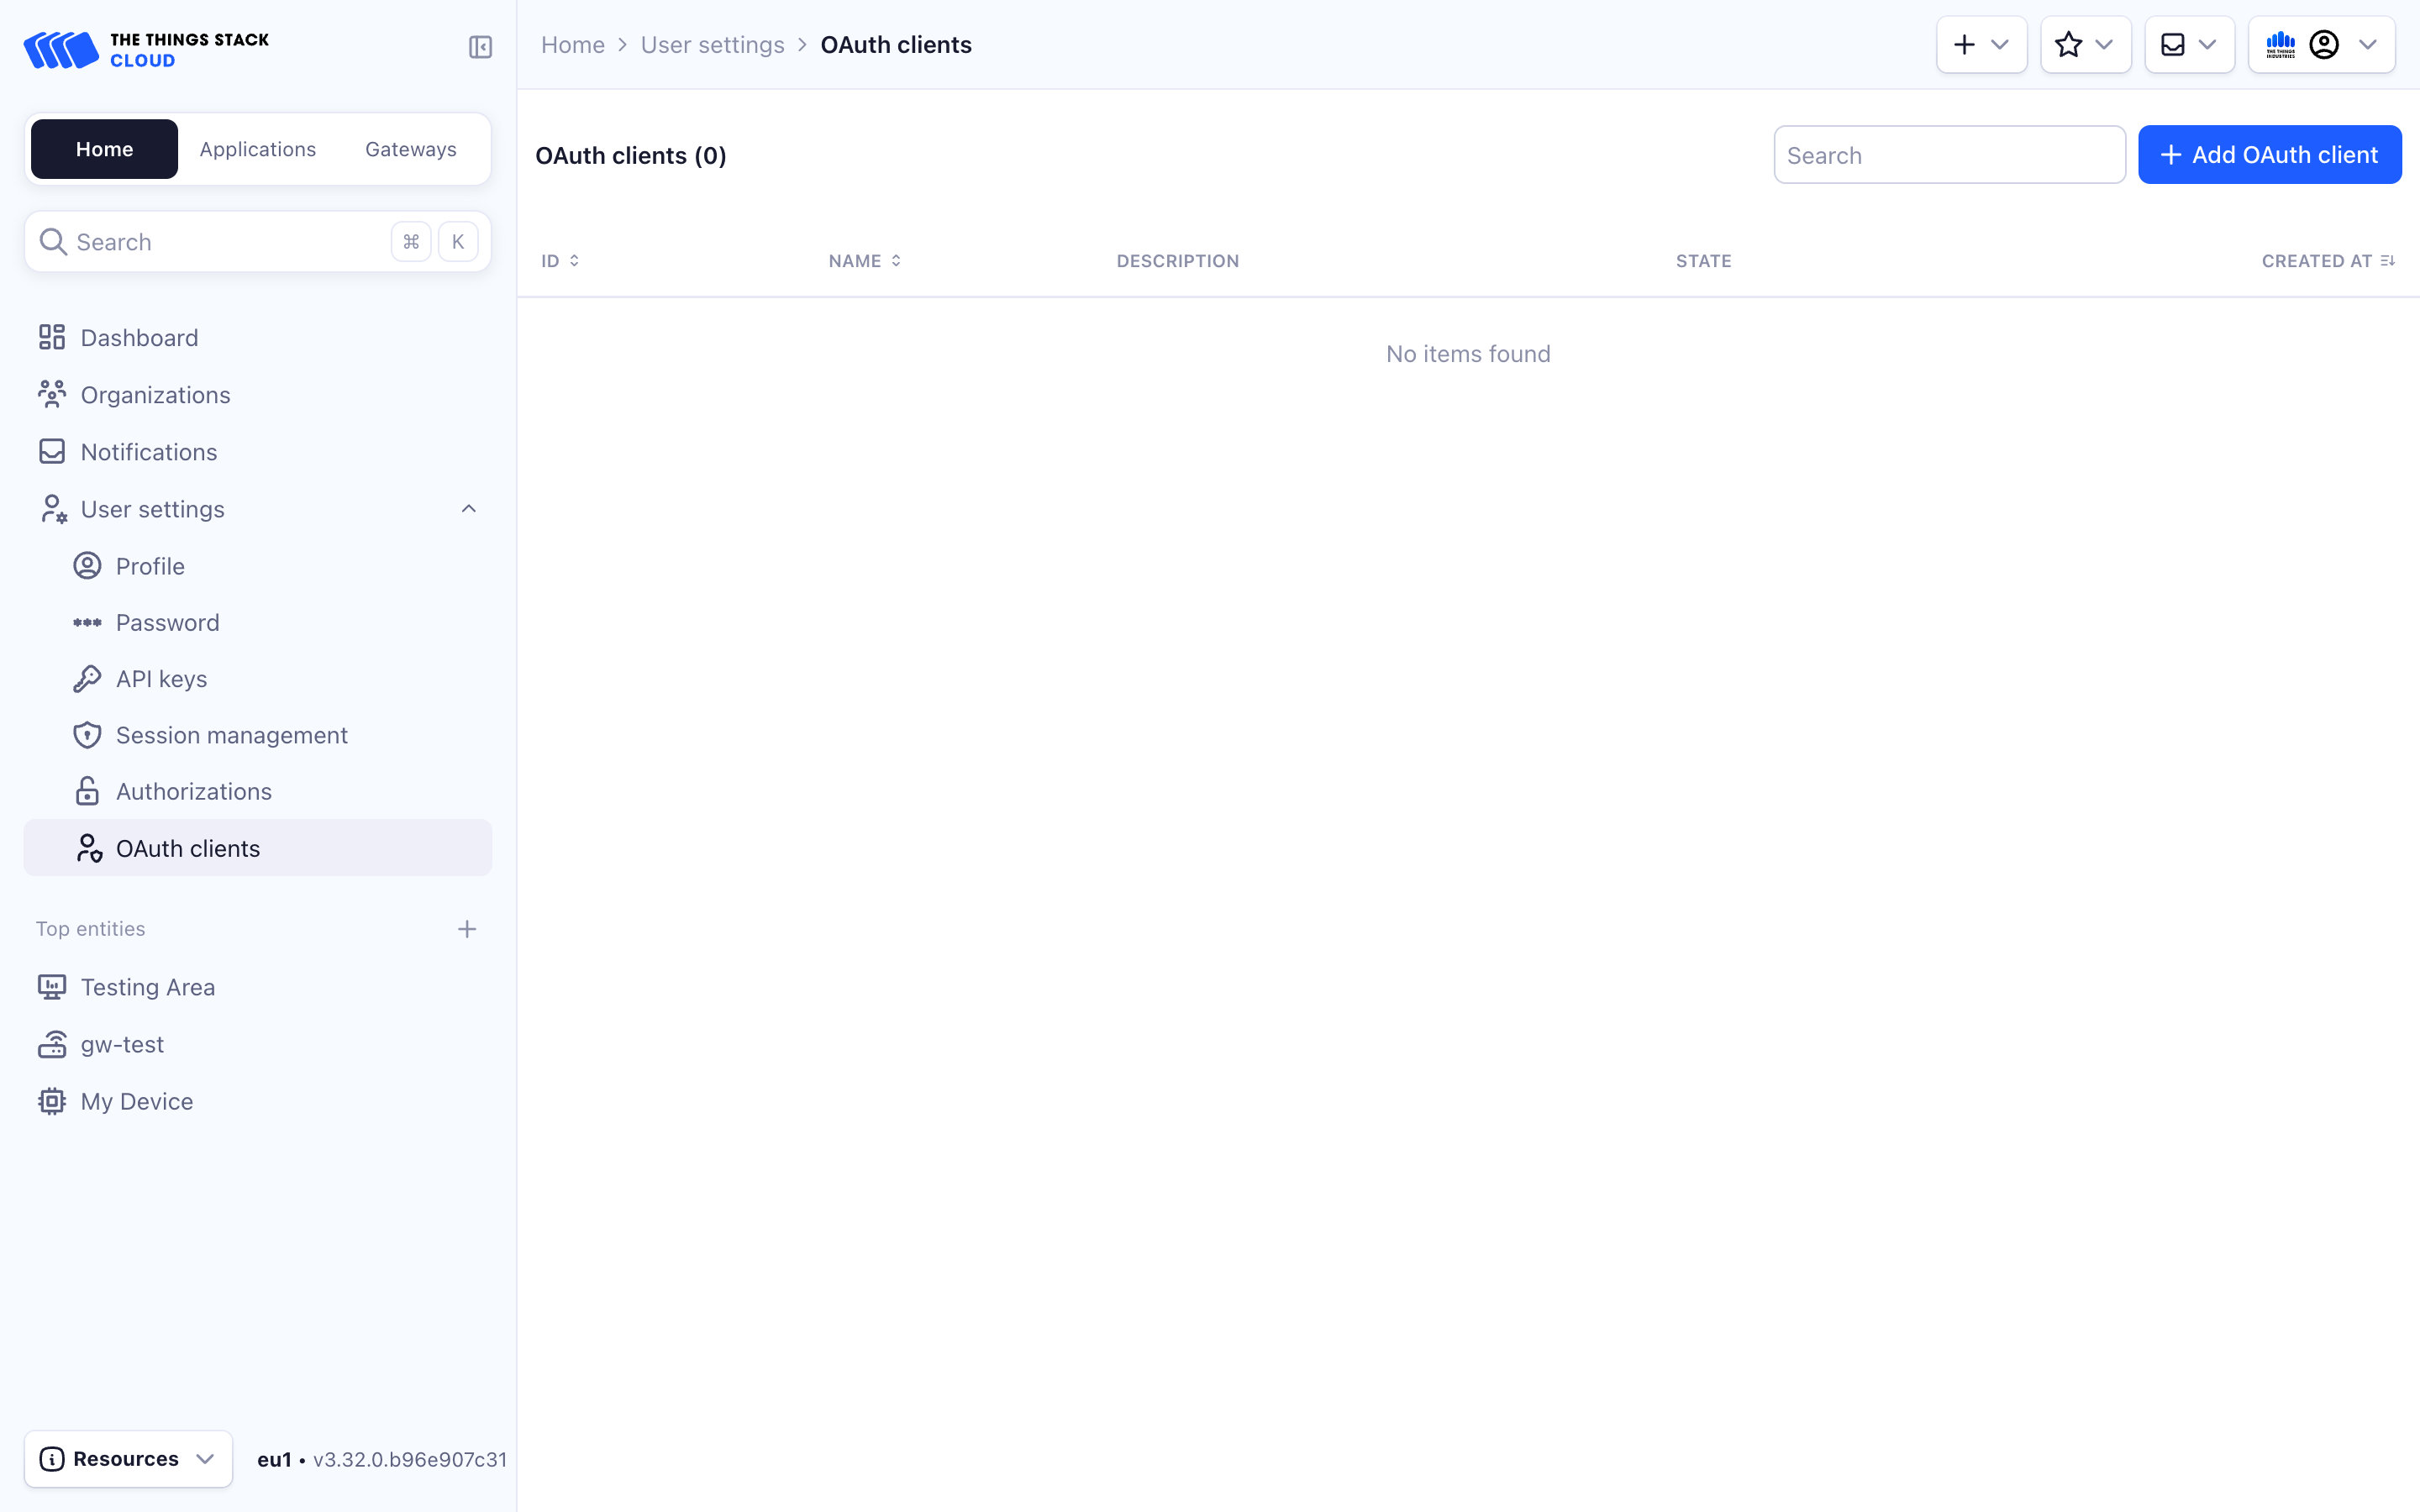 THE THINGS STACK
CLOUD
Home
Applications
Gateways
Search
⌘
K
Dashboard
Organizations
Notifications
User settings
Profile
Password
API keys
Session management
Authorizations
OAuth clients
Top entities
Testing Area
gw-test
My Device
Resources
eu1 • v3.32.0.b96e907c31
Home > User settings > OAuth clients
THE THINGS
INDUSTRIES
OAuth clients (0)
Search
Add OAuth client
ID
NAME
DESCRIPTION
STATE
CREATED AT
No items found